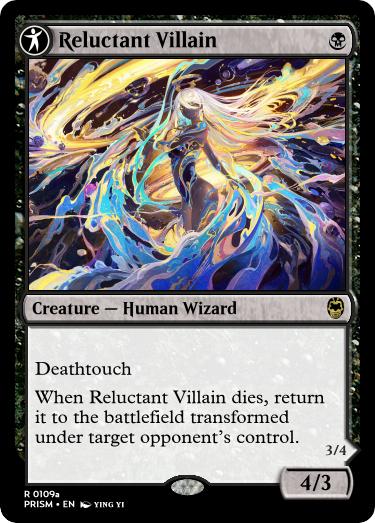 Reluctant Villain
Creature — Human Wizard
Deathtouch
When Reluctant Villain dies, return
it to the battlefield transformed
under target opponent's control.
3/4
4/3
R 0109a
PRISM • EN YING YI